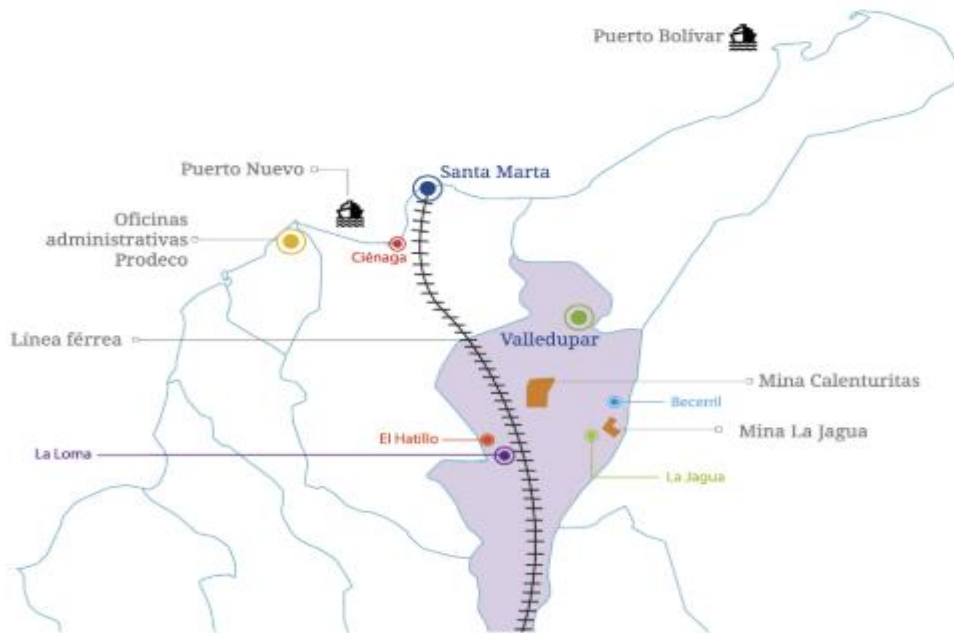 Puerto Bolívar
Santa Marta
Puerto Nuevo
Oficinas
administrativas
Prodeco
Ciénaga
Línea férrea
Valledupar
Mina Calenturitas
Becerril
El Hatillo
Mina La Jagua
La Loma
La Jagua